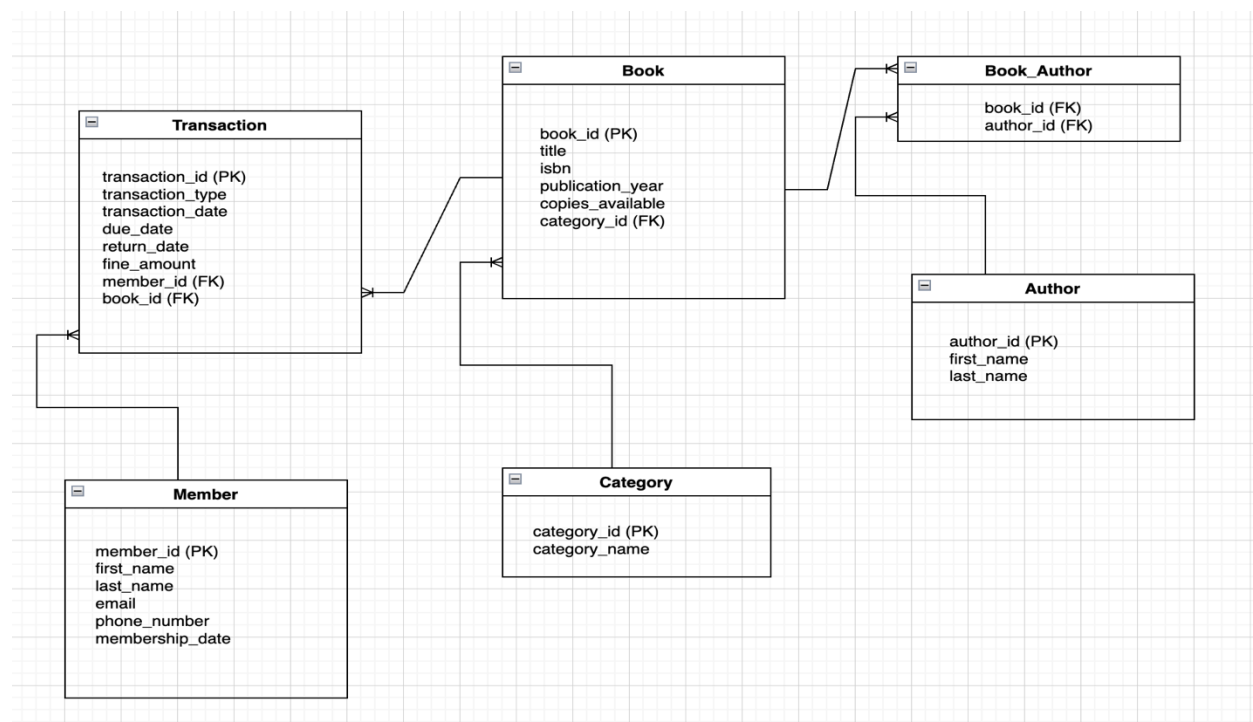 Transaction
transaction_id (PK)
transaction_type
transaction_date
due_date
return_date
fine_amount
member_id (FK)
book_id (FK)
Book
book_id (PK)
title
isbn
publication_year
copies_available
category_id (FK)
Book_Author
book_id (FK)
author_id (FK)
Author
author_id (PK)
first_name
last_name
Member
member_id (PK)
first_name
last_name
email
phone_number
membership_date
Category
category_id (PK)
category_name